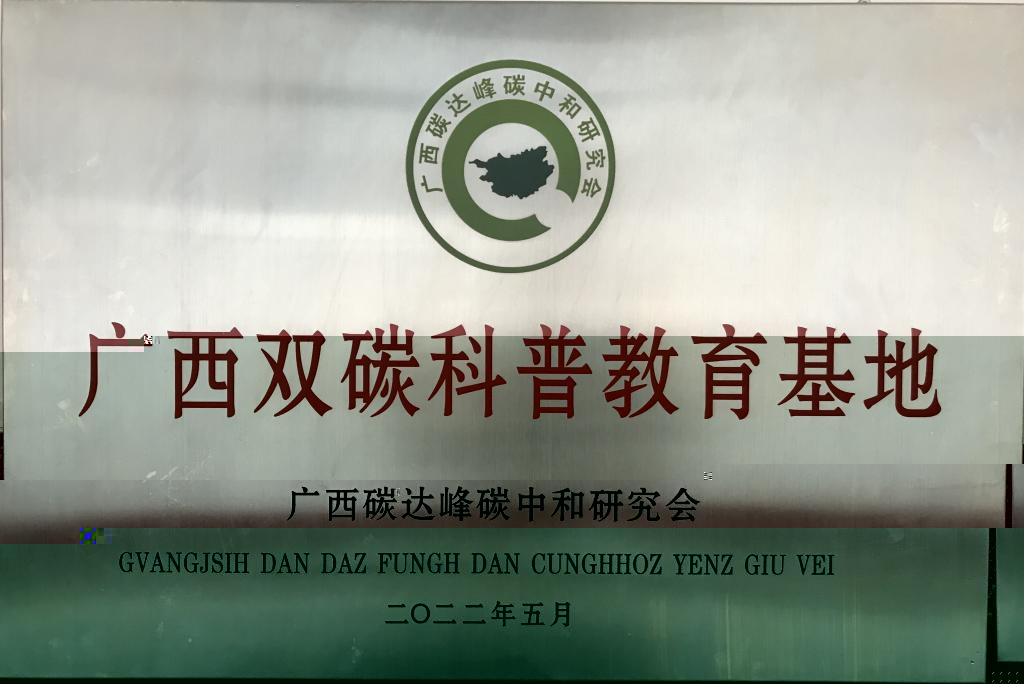 广西碳达峰碳中和研究会
广西双碳科普教育基地
广西碳达峰碳中和研究会
GVANGJSIH DAN DAZ FUNGH DAN CUNGHHOZ YENZ GIU VEI
二〇二二年五月